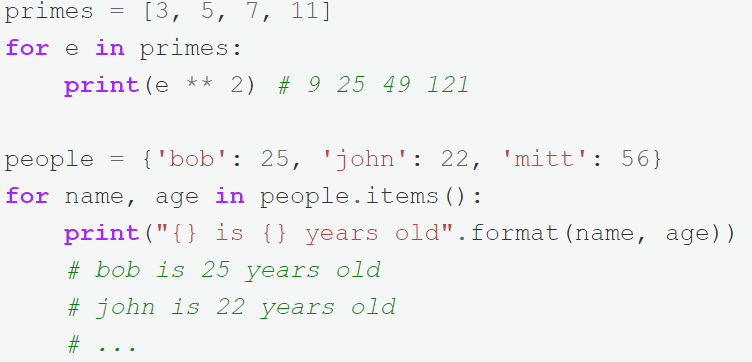 primes = [3, 5, 7, 11]
for e in primes:
    print(e ** 2) # 9 25 49 121

people = {'bob': 25, 'john': 22, 'mitt': 56}
for name, age in people.items():
    print("{} is {} years old".format(name, age))
    # bob is 25 years old
    # john is 22 years old
    # ...